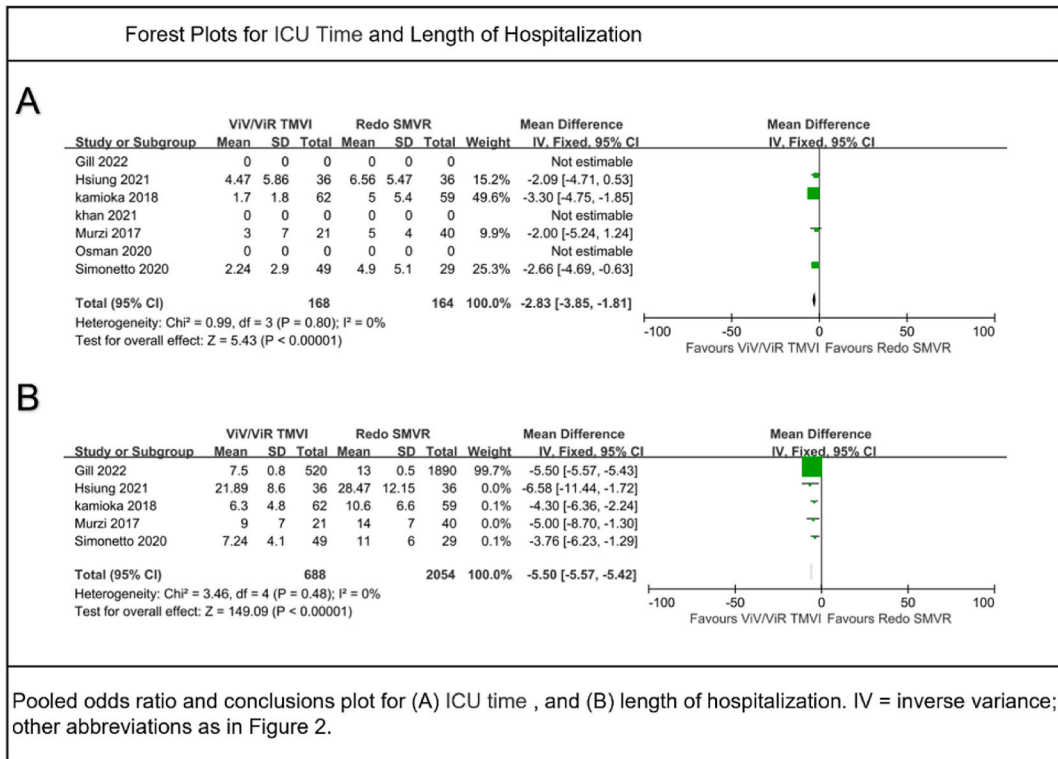 Forest Plots for ICU Time and Length of Hospitalization
A
ViV/ViR TMVI Redo SMVR Mean Difference Mean Difference
Study or Subgroup Mean SD Total Mean SD Total Weight IV, Fixed, 95% CI IV, Fixed, 95% CI
Gill 2022 0 0 0 0 0 0 Not estimable
Hsiung 2021 4.47 5.86 36 6.56 5.47 36 15.2% -2.09 [-4.71, 0.53]
kamioka 2018 1.7 1.8 62 5 5.4 59 49.6% -3.30 [-4.75, -1.85]
khan 2021 0 0 0 0 0 0 Not estimable
Murzi 2017 3 7 21 5 4 40 9.9% -2.00 [-5.24, 1.24]
Osman 2020 0 0 0 0 0 0 Not estimable
Simonetto 2020 2.24 2.9 49 4.9 5.1 29 25.3% -2.66 [-4.69, -0.63]
Total (95% CI) 168 164 100.0% -2.83 [-3.85, -1.81]
Heterogeneity: Chi² = 0.99, df = 3 (P = 0.80); I² = 0%
Test for overall effect: Z = 5.43 (P < 0.00001)
-100 -50 0 50 100
Favours ViV/ViR TMVI Favours Redo SMVR
B
ViV/ViR TMVI Redo SMVR Mean Difference Mean Difference
Study or Subgroup Mean SD Total Mean SD Total Weight IV, Fixed, 95% CI IV, Fixed, 95% CI
Gill 2022 7.5 0.8 520 13 0.5 1890 99.7% -5.50 [-5.57, -5.43]
Hsiung 2021 21.89 8.6 36 28.47 12.15 36 0.0% -6.58 [-11.44, -1.72]
kamioka 2018 6.3 4.8 62 10.6 6.6 59 0.1% -4.30 [-6.36, -2.24]
Murzi 2017 9 7 21 14 7 40 0.0% -5.00 [-8.70, -1.30]
Simonetto 2020 7.24 4.1 49 11 6 29 0.1% -3.76 [-6.23, -1.29]
Total (95% CI) 688 2054 100.0% -5.50 [-5.57, -5.42]
Heterogeneity: Chi² = 3.46, df = 4 (P = 0.48); I² = 0%
Test for overall effect: Z = 149.09 (P < 0.00001)
-100 -50 0 50 100
Favours ViV/ViR TMVI Favours Redo SMVR
Pooled odds ratio and conclusions plot for (A) ICU time , and (B) length of hospitalization. IV = inverse variance;
other abbreviations as in Figure 2.